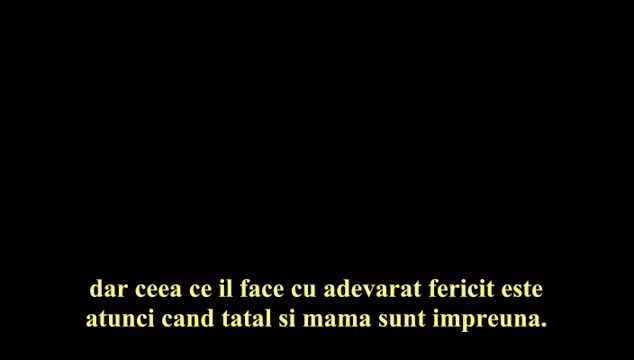 dar ceea ce il face cu adevarat fericit este
atunci cand tatal si mama sunt impreuna.